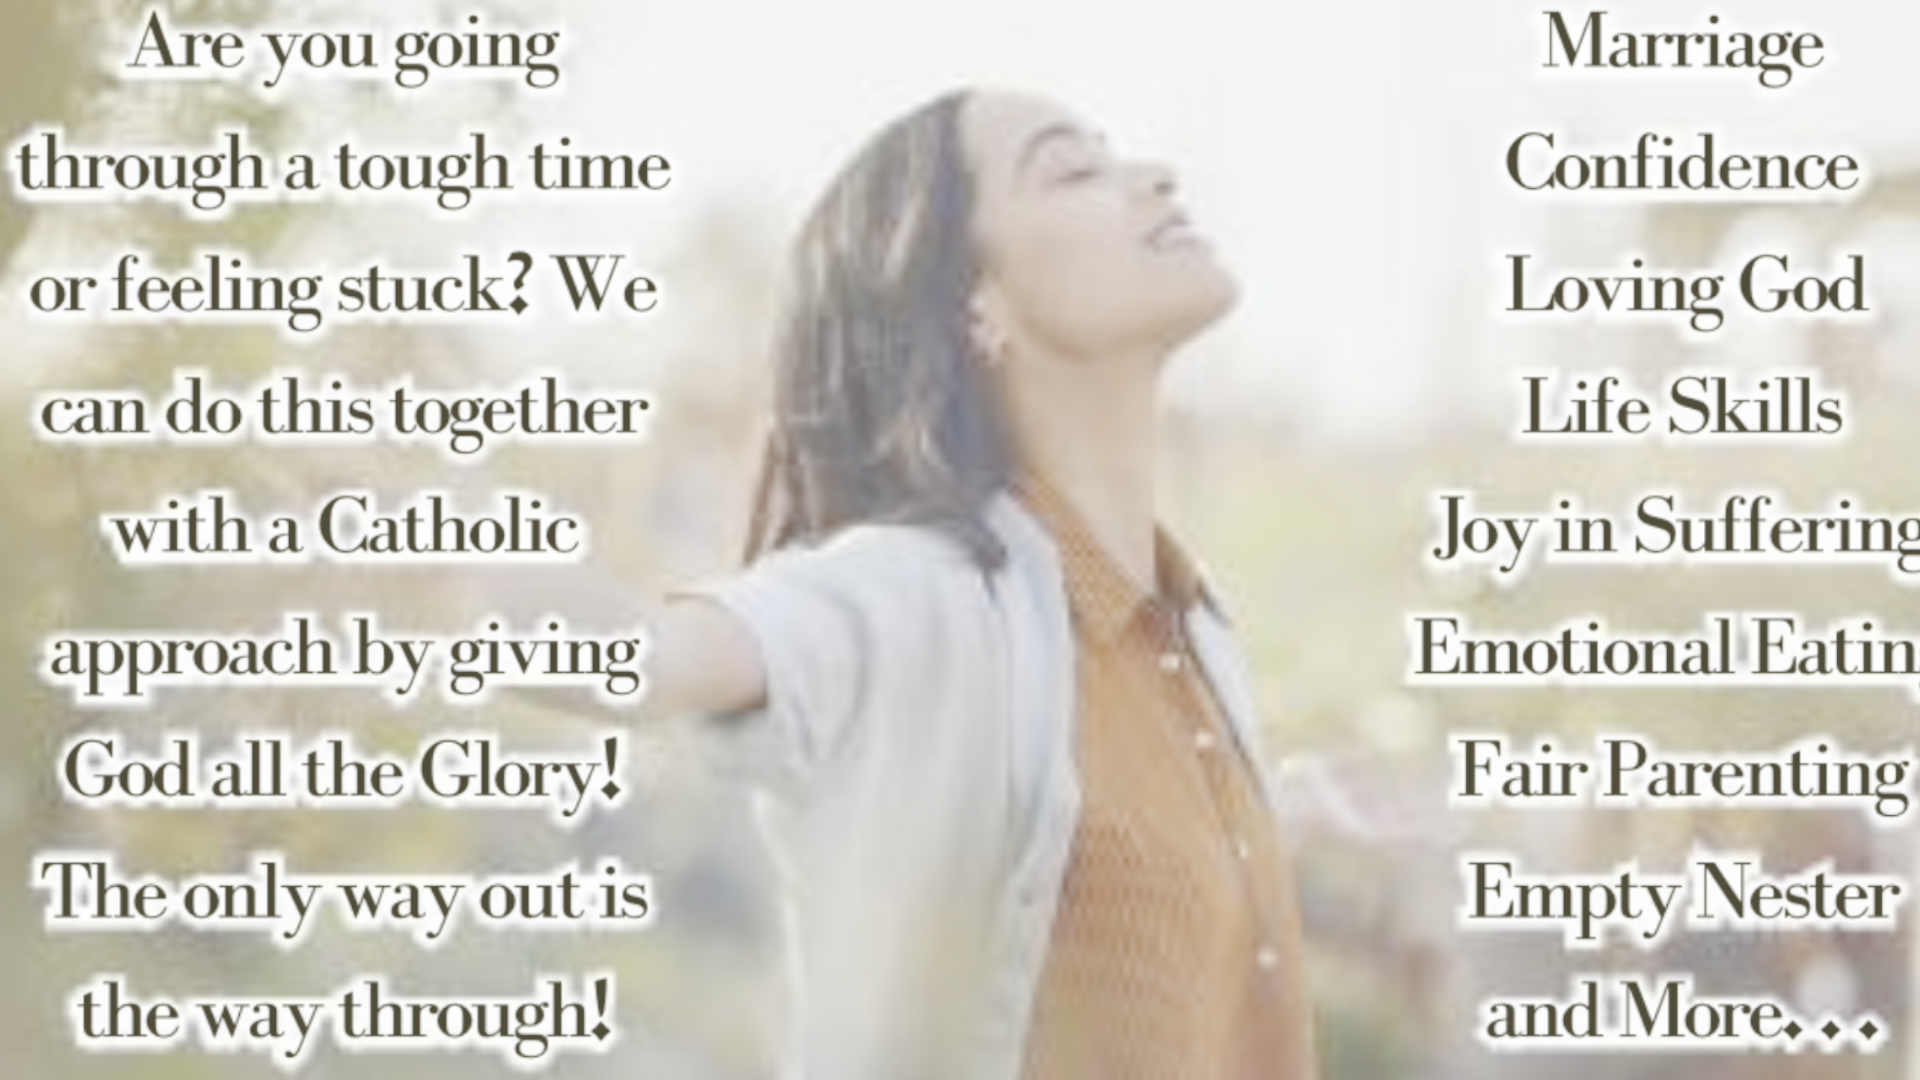 Are you going
through a tough time
or feeling stuck? We
can do this together
with a Catholic
approach by giving
God all the Glory!
The only way out is
the way through!
Marriage
Confidence
Loving God
Life Skills
Joy in Suffering
Emotional Eatin
Fair Parenting
Empty Nester
and More...